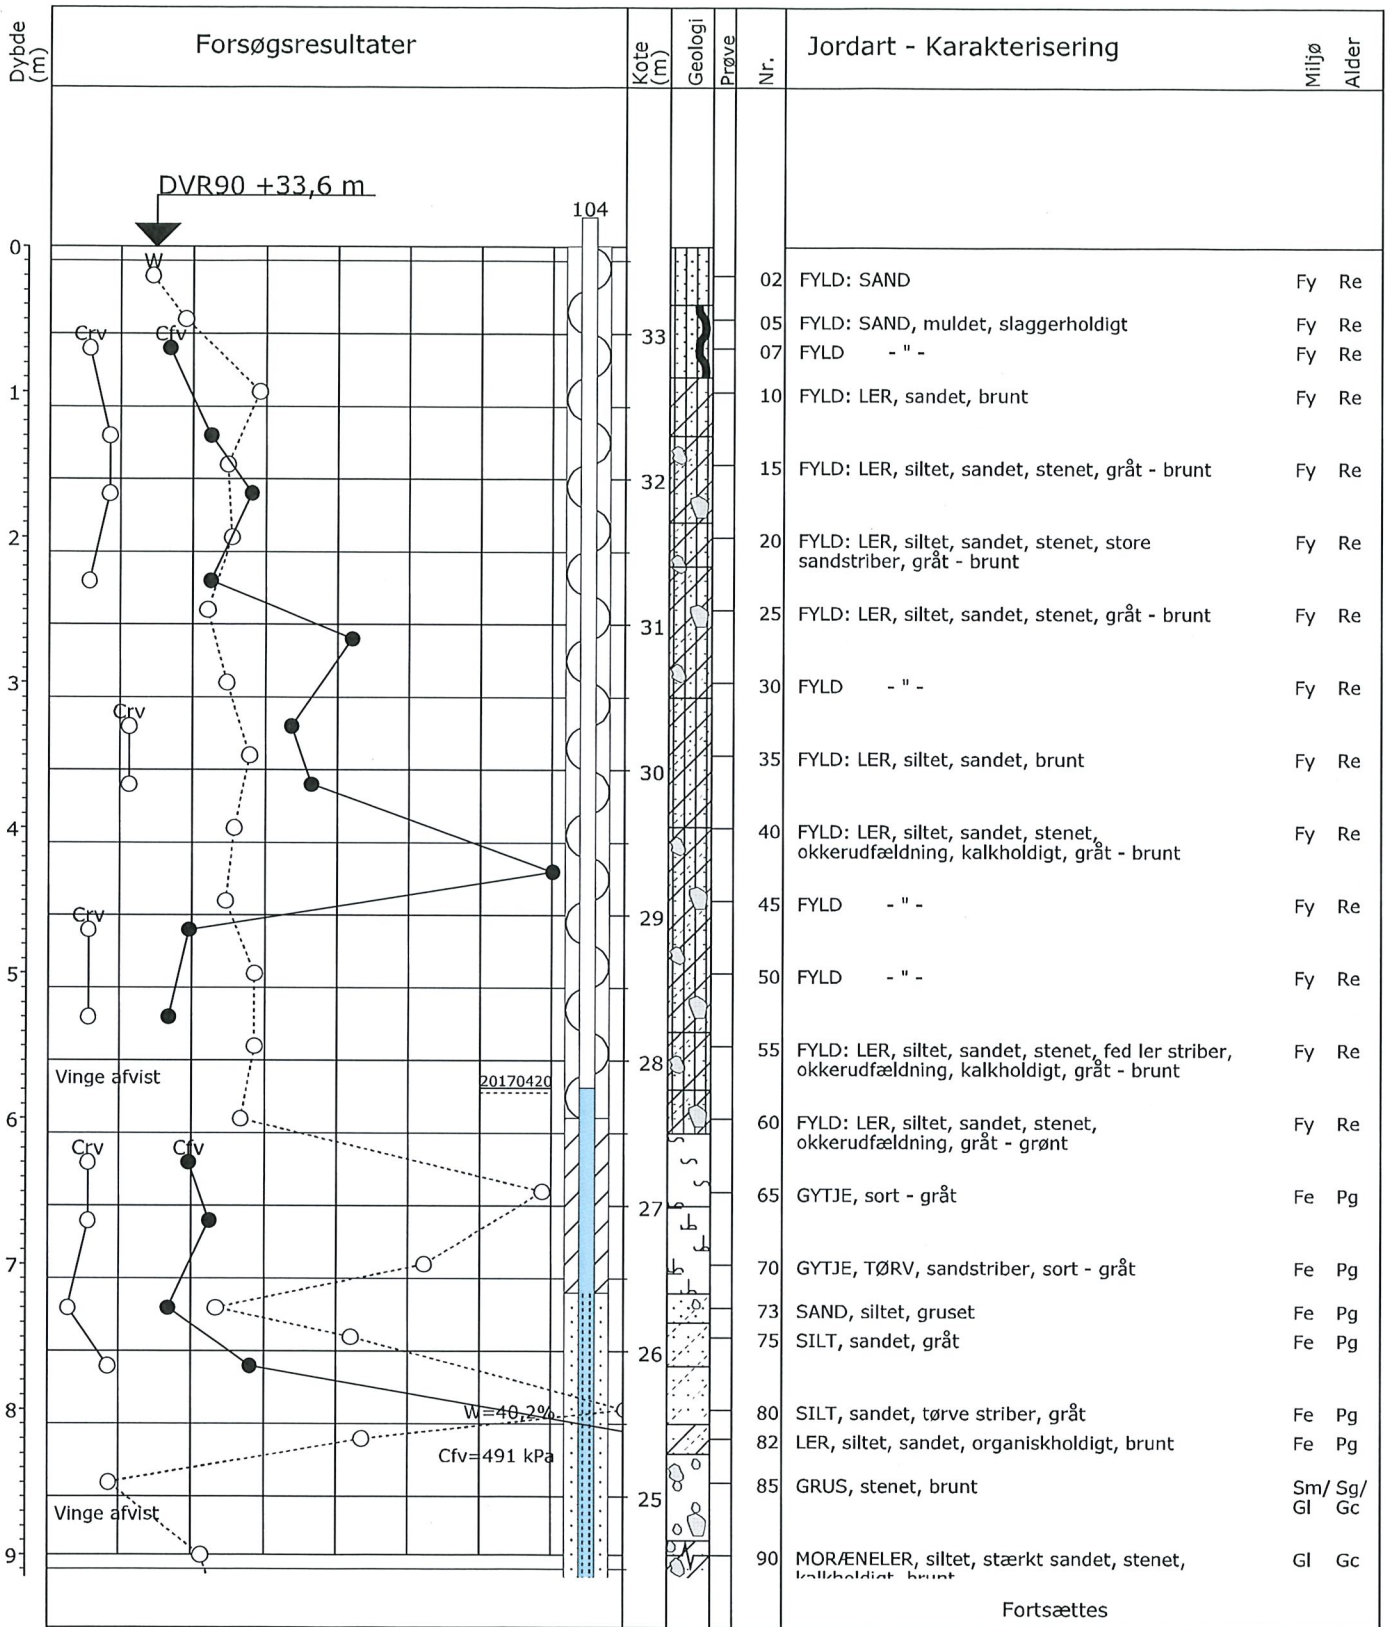 Dybde (m)
Forsøgsresultater
Kote (m)
Geologi
Prøve
Nr.
Jordart - Karakterisering
Miljø
Alder
DVR90 +33,6 m
104
0
W
02 FYLD: SAND Fy Re
Crv Cfv
33
05 FYLD: SAND, muldet, slaggerholdigt Fy Re
07 FYLD - " - Fy Re
1
10 FYLD: LER, sandet, brunt Fy Re
32
15 FYLD: LER, siltet, sandet, stenet, gråt - brunt Fy Re
2
20 FYLD: LER, siltet, sandet, stenet, store Fy Re
sandstriber, gråt - brunt
31
25 FYLD: LER, siltet, sandet, stenet, gråt - brunt Fy Re
3
30 FYLD - " - Fy Re
Crv
30
35 FYLD: LER, siltet, sandet, brunt Fy Re
4
40 FYLD: LER, siltet, sandet, stenet, Fy Re
okkerudfældning, kalkholdigt, gråt - brunt
Crv
29
45 FYLD - " - Fy Re
5
50 FYLD - " - Fy Re
28
55 FYLD: LER, siltet, sandet, stenet, fed ler striber, Fy Re
okkerudfældning, kalkholdigt, gråt - brunt
Vinge afvist
20170420
6
60 FYLD: LER, siltet, sandet, stenet, Fy Re
okkerudfældning, gråt - grønt
Crv Cfv
27
65 GYTJE, sort - gråt Fe Pg
7
70 GYTJE, TØRV, sandstriber, sort - gråt Fe Pg
73 SAND, siltet, gruset Fe Pg
26
75 SILT, sandet, gråt Fe Pg
8
W=40,2%
80 SILT, sandet, tørve striber, gråt Fe Pg
82 LER, siltet, sandet, organiskholdigt, brunt Fe Pg
Cfv=491 kPa
25
85 GRUS, stenet, brunt Sm/ Sg/
Gl Gc
Vinge afvist
9
90 MORÆNELER, siltet, stærkt sandet, stenet, Gl Gc
kalkholdigt, brunt
Fortsættes